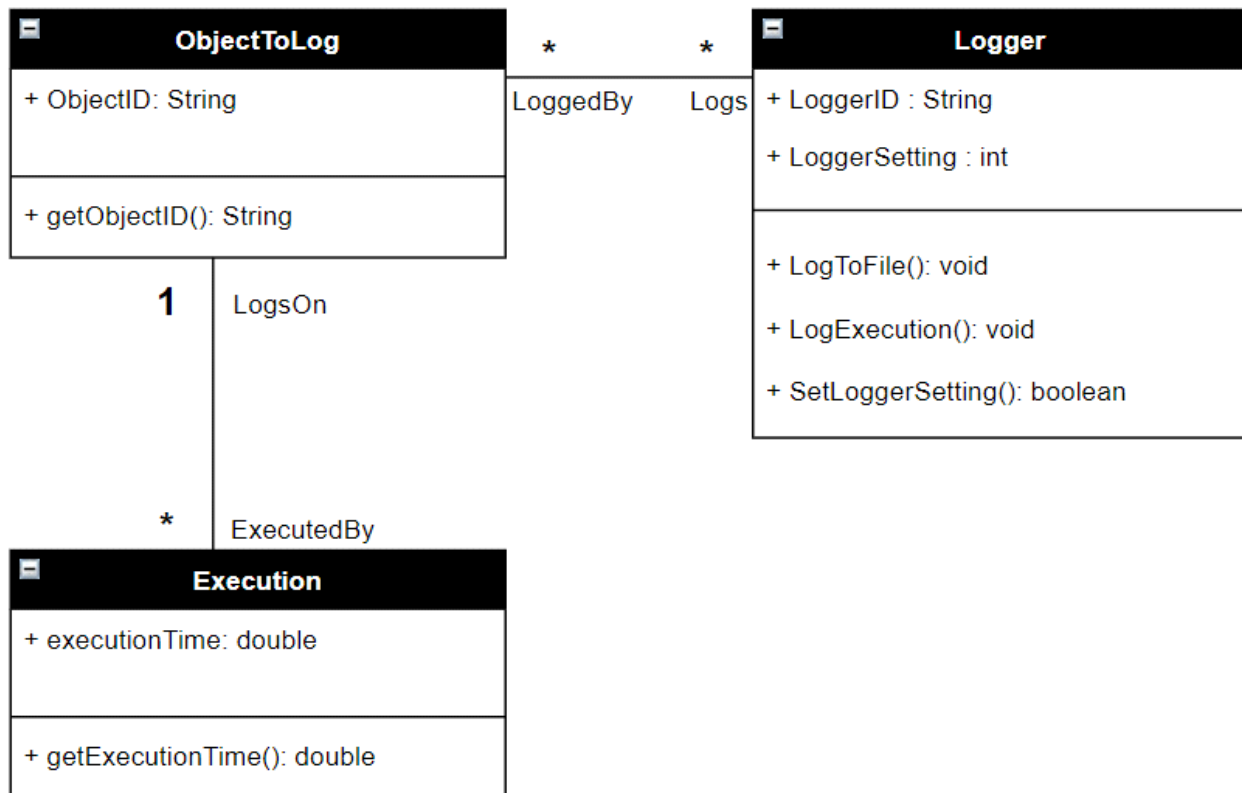 ObjectToLog
+ ObjectID: String
+ getObjectID(): String
* *
LoggedBy Logs
Logger
+ LoggerID : String
+ LoggerSetting : int
+ LogToFile(): void
+ LogExecution(): void
+ SetLoggerSetting(): boolean
1 LogsOn
* ExecutedBy
Execution
+ executionTime: double
+ getExecutionTime(): double